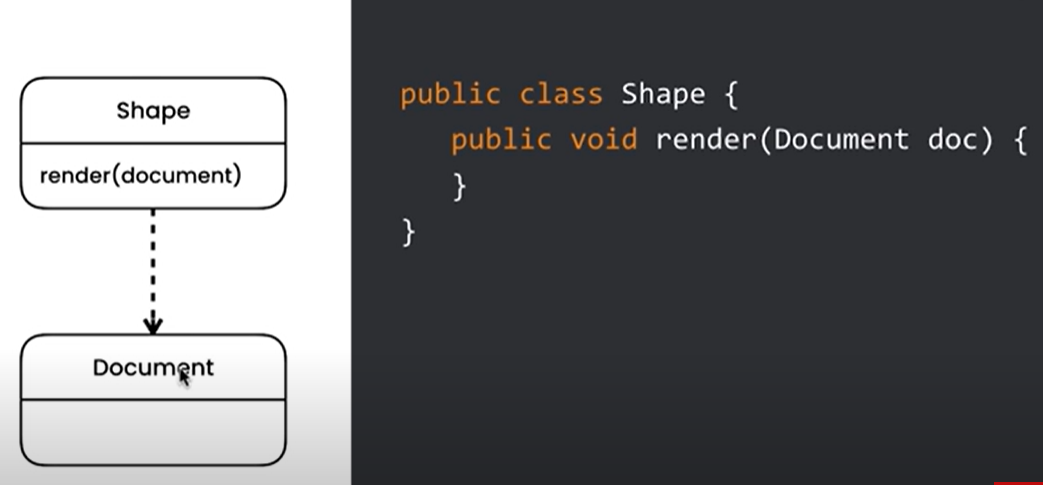 Shape
render(document)
Document
public class Shape {
public void render(Document doc) {
}
}